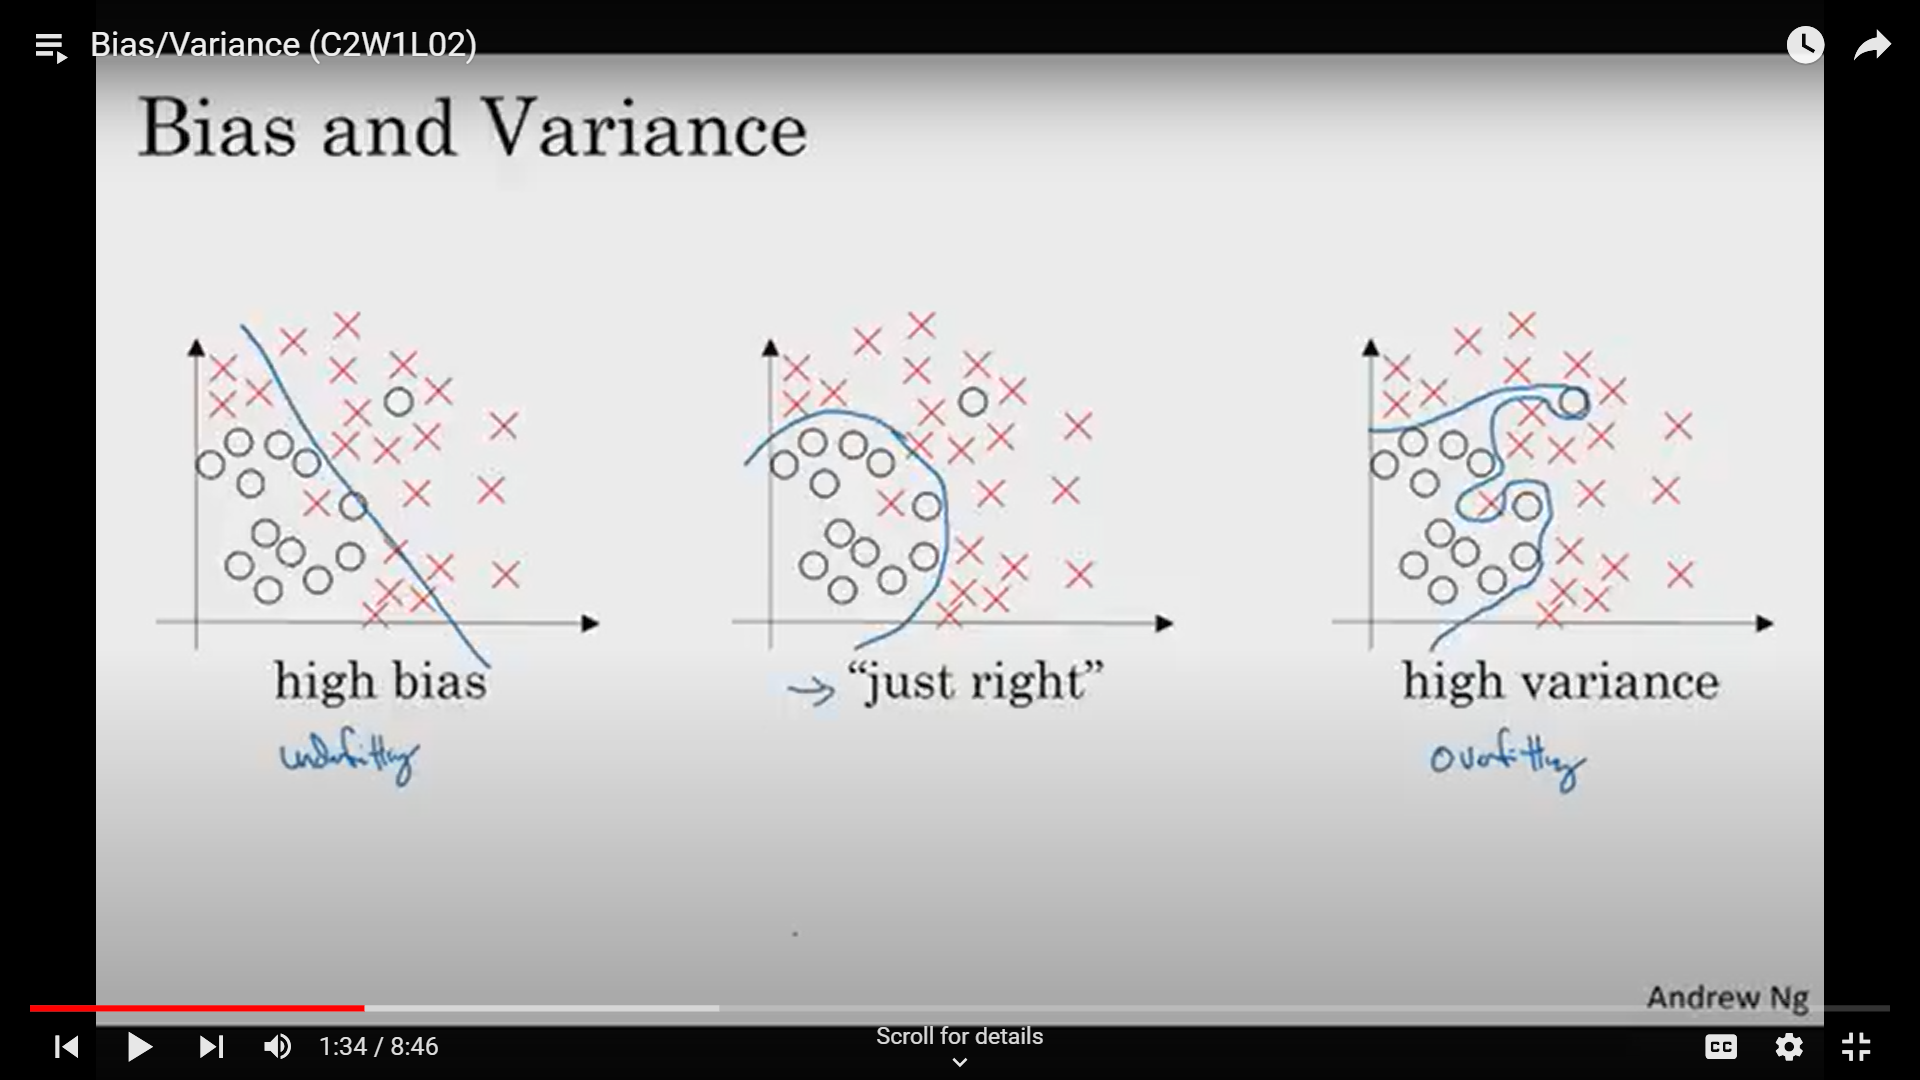 Bias/Variance (C2W1L02)
Bias and Variance
high bias
"just right"
high variance
underfitting
overfitting
Andrew Ng
1:34 / 8:46
Scroll for details
CC